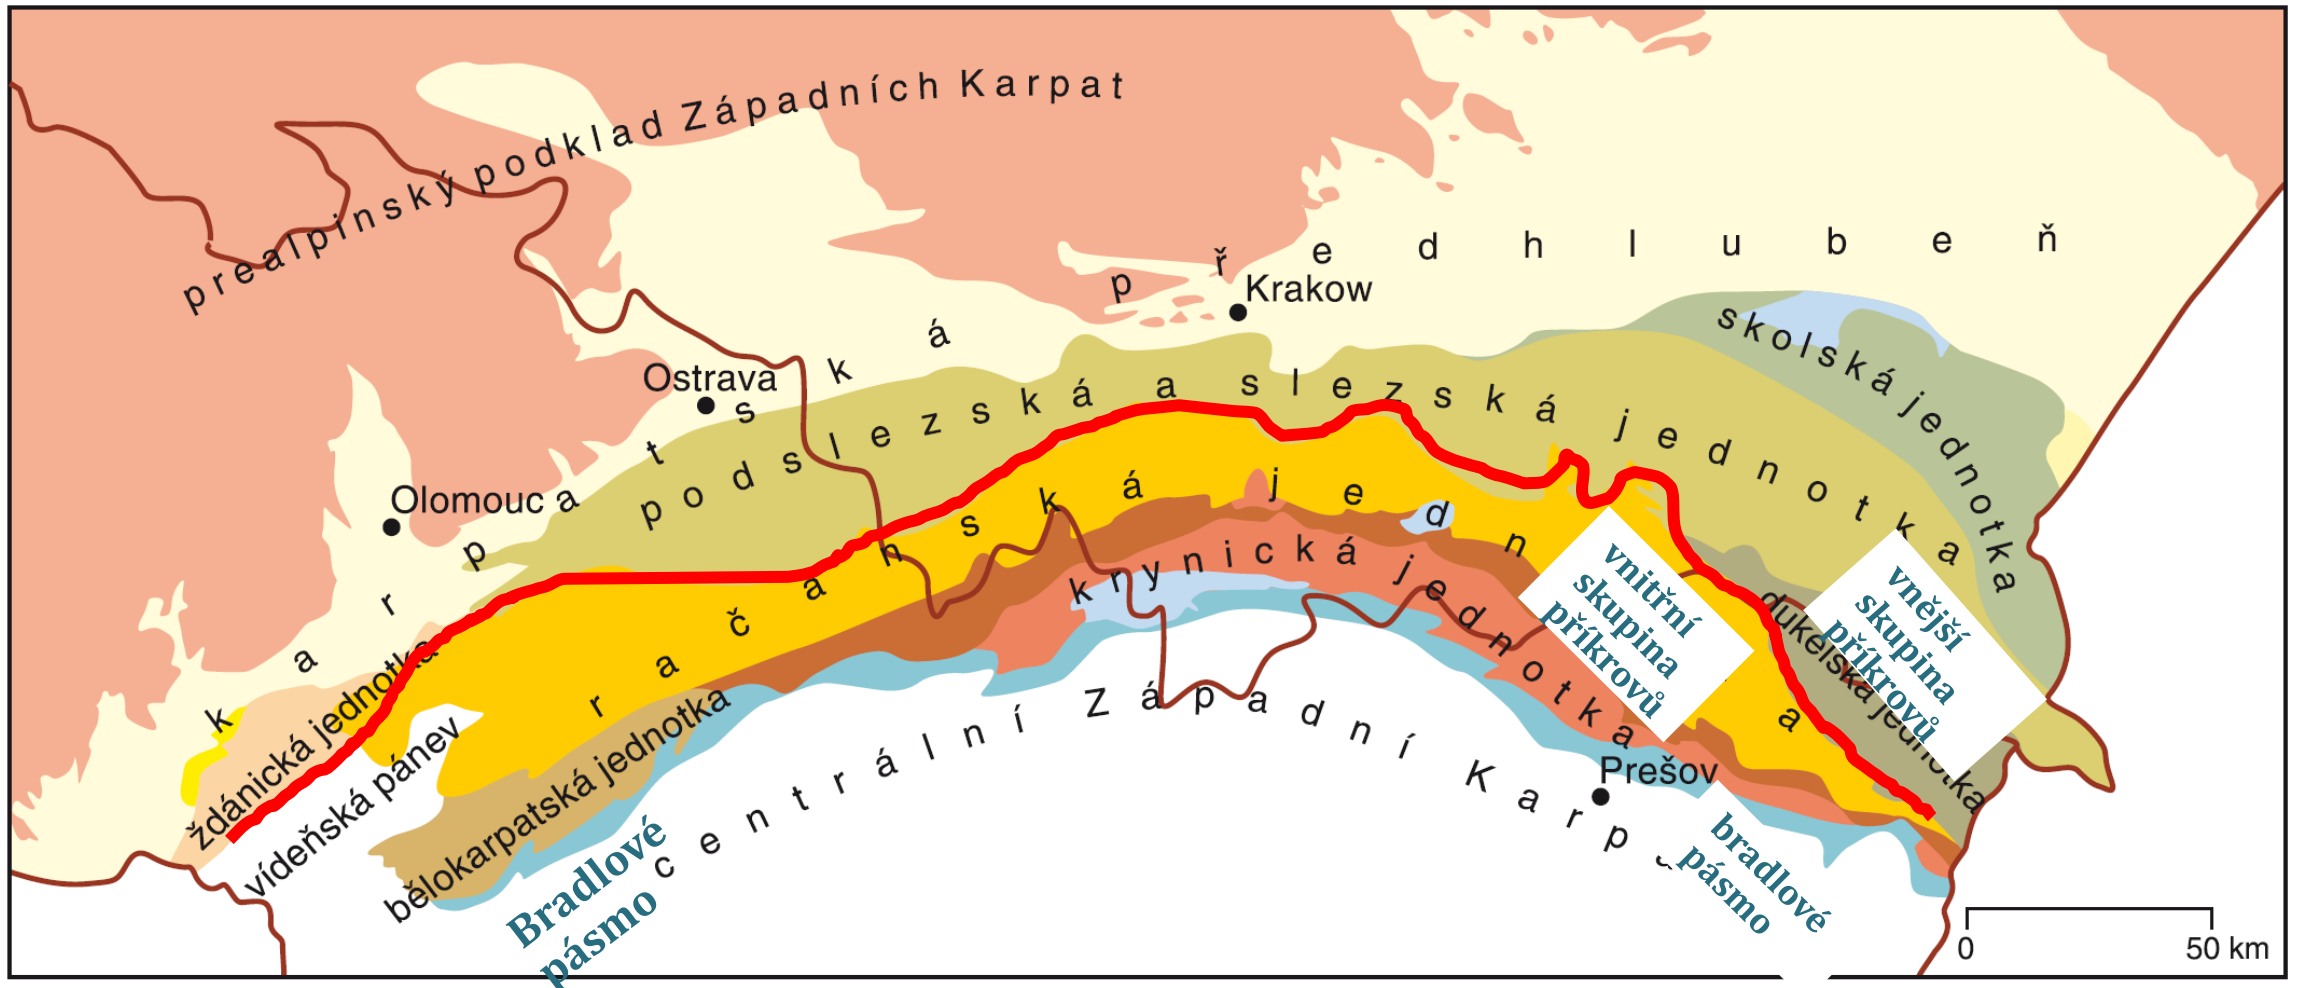 prealpinský podklad Západních Karpat
karpatská předhlubeň
Krakow
Ostrava
Olomouc
skolská jednotka
podslezská a slezská jednotka
račanská jedn a
krynická jednotka
ždánická jednotka
vídeňská pánev
bělokarpatská jednotka
dukelská jednotka
vnitřní
skupina
příkrovů
vnější
skupina
příkrovů
centrální Západní Karp
Prešov
Bradlové
pásmo
bradlové
pásmo
0 50 km